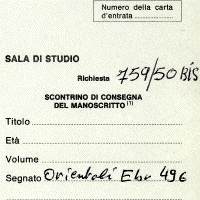 Numero della carta
d'entrata
SALA DI STUDIO
Richiesta 759/50 BIS
SCONTRINO DI CONSEGNA
DEL MANOSCRITTO (1)
Titolo
Età
Volume
Segnato Orientali Ebr 496